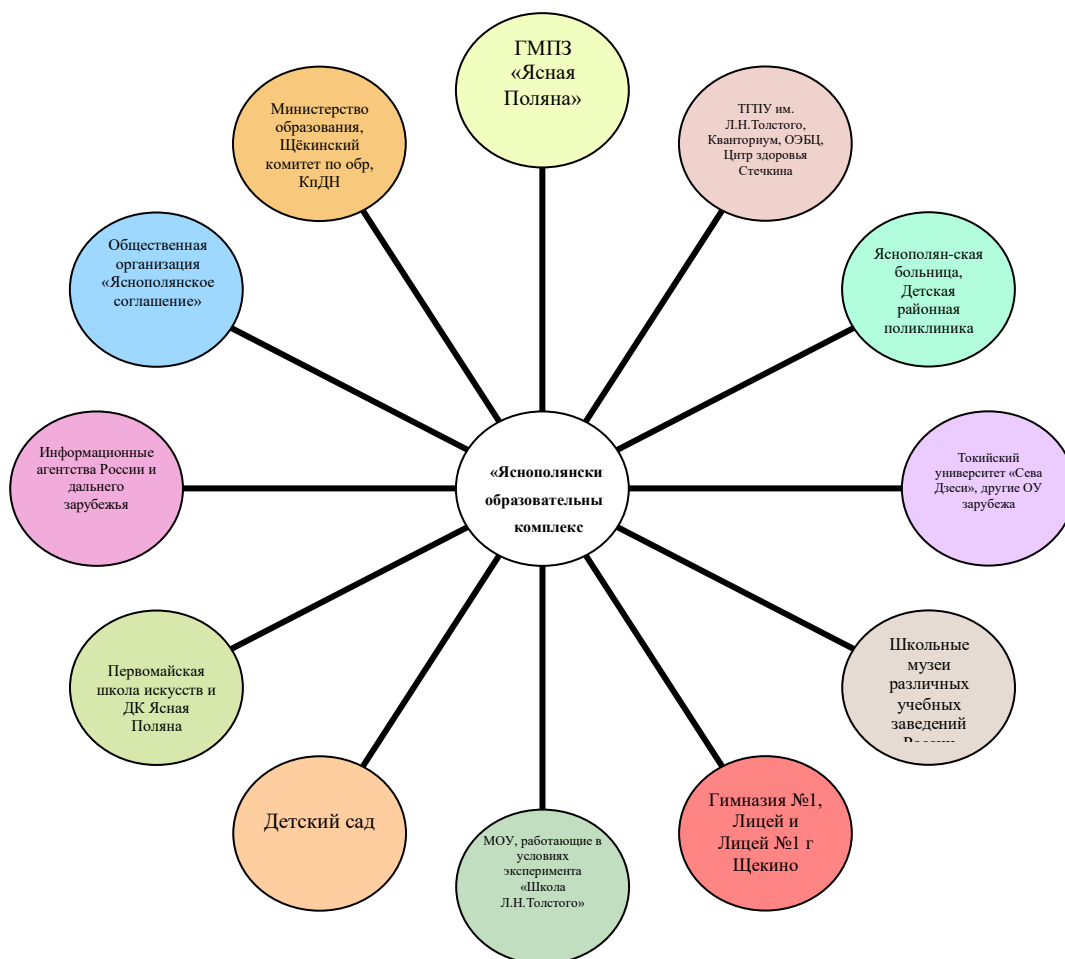 ГМПЗ
«Ясная
Поляна»
ТГПУ им.
Л.Н.Толстого,
Кванториум, ОЭБЦ,
Цнтр здоровья
Стечкина
Яснополян-ская
больница,
Детская
районная
поликлиника
Токийский
университет «Сева
Дзеси», другие ОУ
зарубежа
Школьные
музеи
различных
учебных
заведений
Гимназия №1,
Лицей и
Лицей №1 г
Щекино
МОУ, работающие в
условиях
эксперимента
«Школа
Л.Н.Толстого»
Детский сад
Первомайская
школа искусств и
ДК Ясная
Поляна
Информационные
агентства России и
дальнего
зарубежья
Общественная
организация
«Яснополянское
соглашение»
Министерство
образования,
Щёкинский
комитет по обр,
КпДН
«Яснополянски
образовательны
комплекс